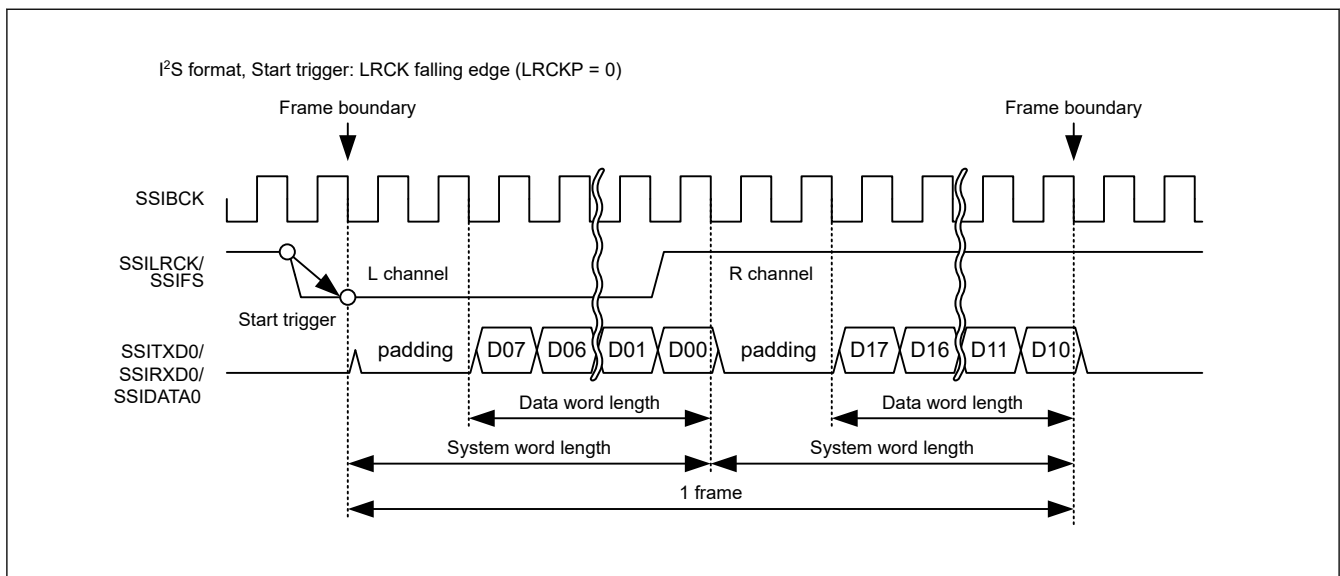 I²S format, Start trigger: LRCK falling edge (LRCKP = 0)
Frame boundary Frame boundary
SSIBCK
SSILRCK/
SSIFS
L channel R channel
Start trigger
SSITXD0/
SSIRXD0/
SSIDATA0
padding D07 D06 D01 D00 padding D17 D16 D11 D10
Data word length Data word length
System word length System word length
1 frame